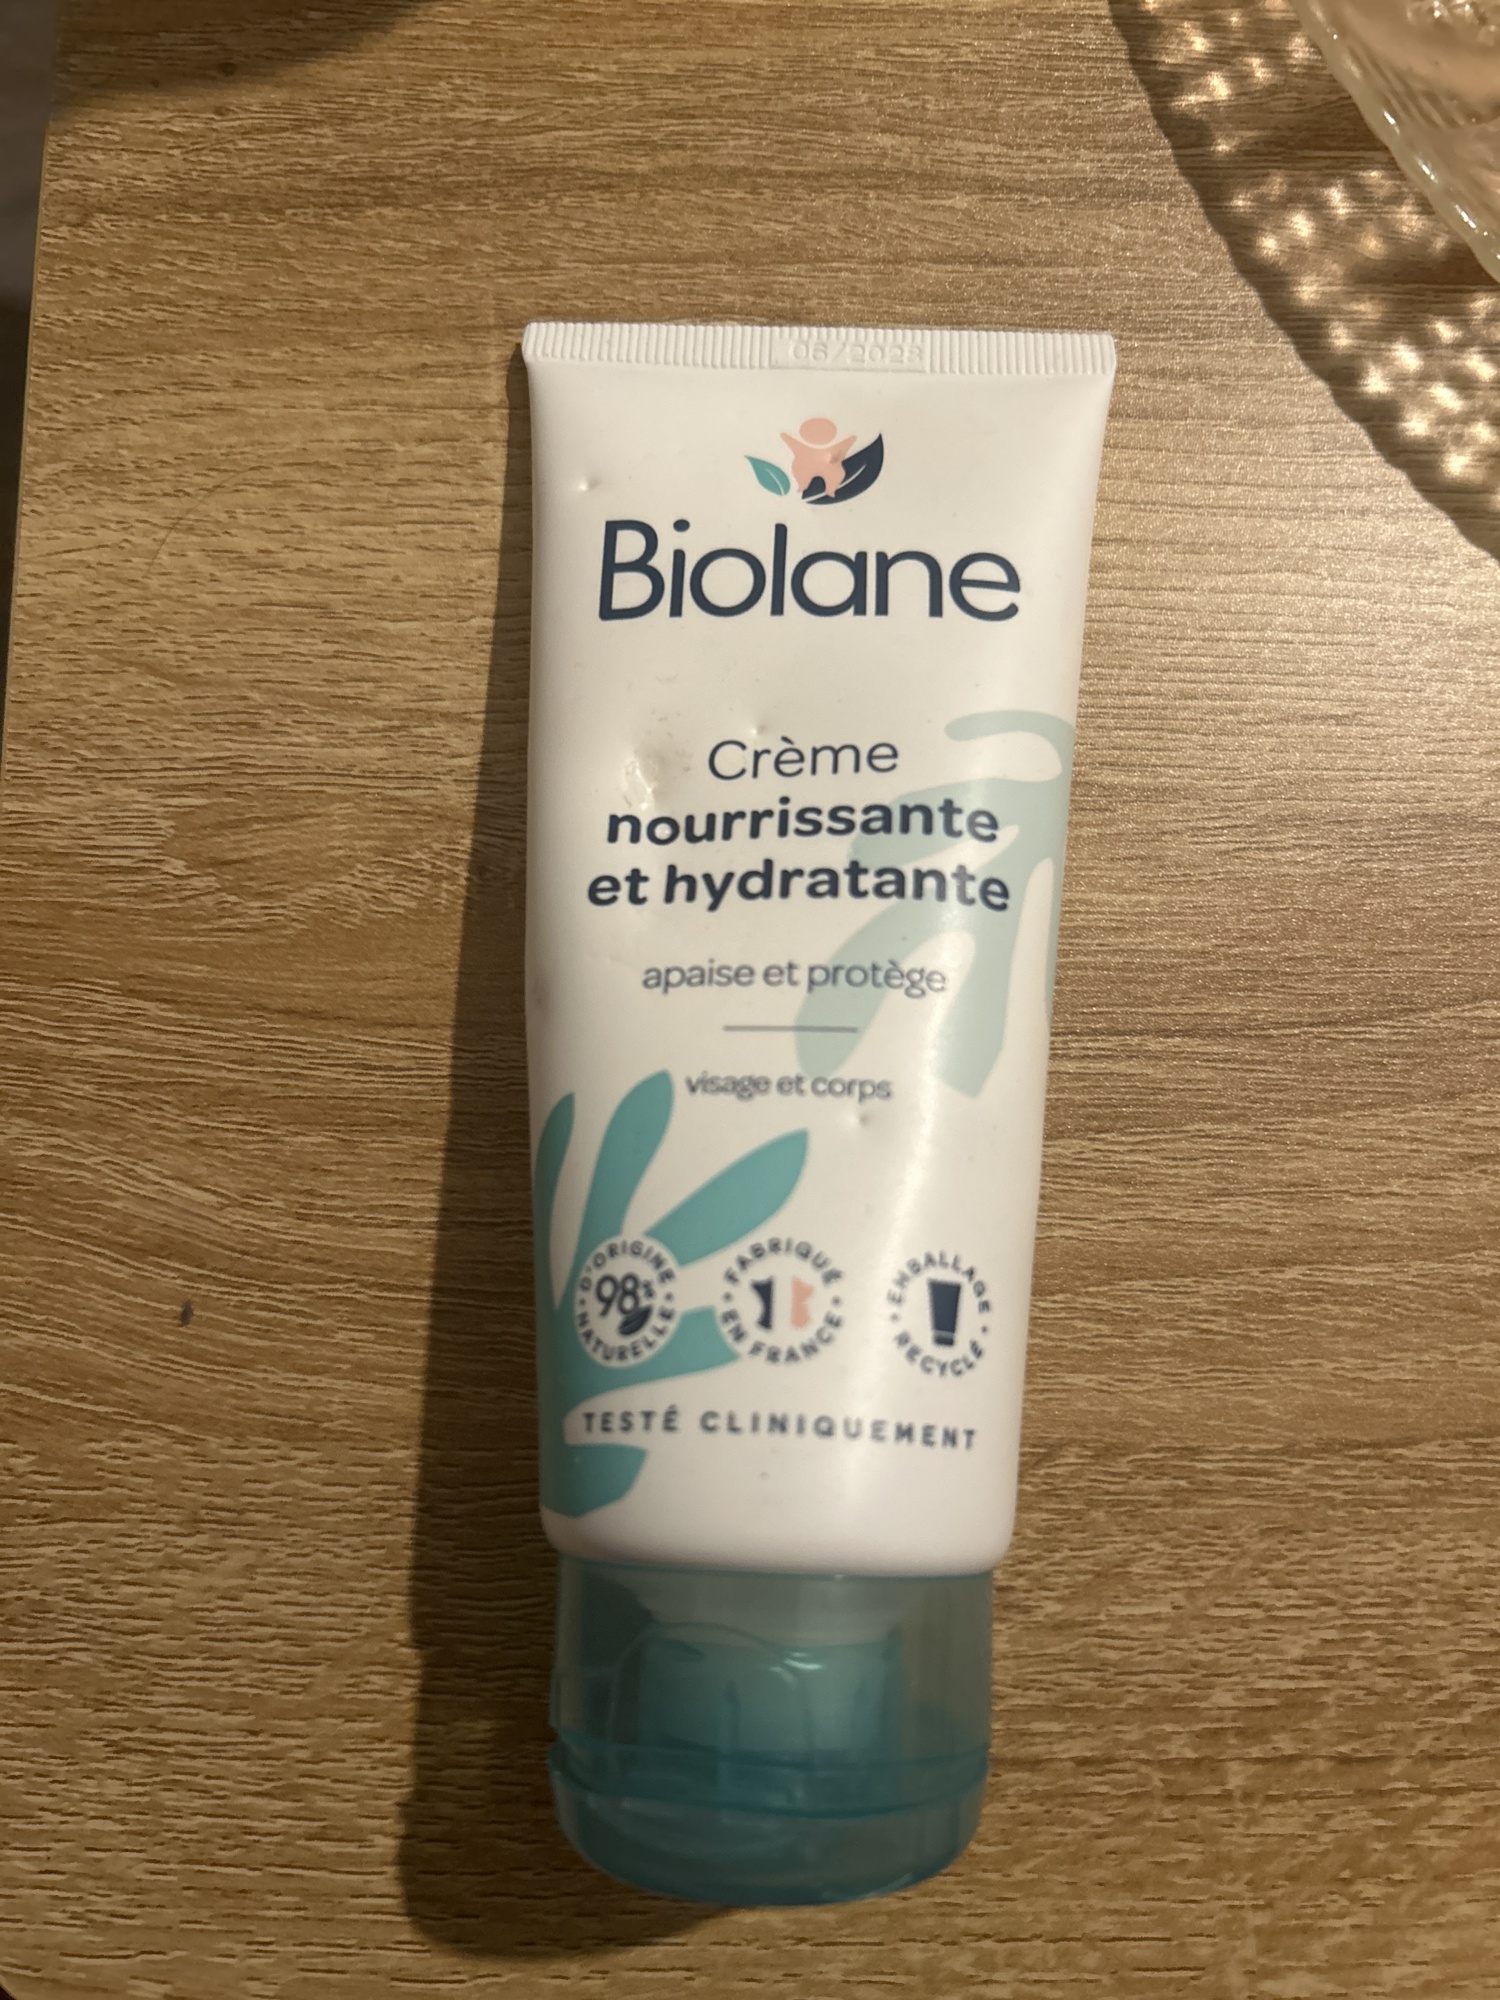 06/2028
Biolane
Crème
nourrissante
et hydratante
apaise et protège
visage et corps
D'ORIGINE NATURELLE
98%
FABRIQUÉ EN FRANCE
EMBALLAGE RECYCLÉ
TESTÉ CLINIQUEMENT